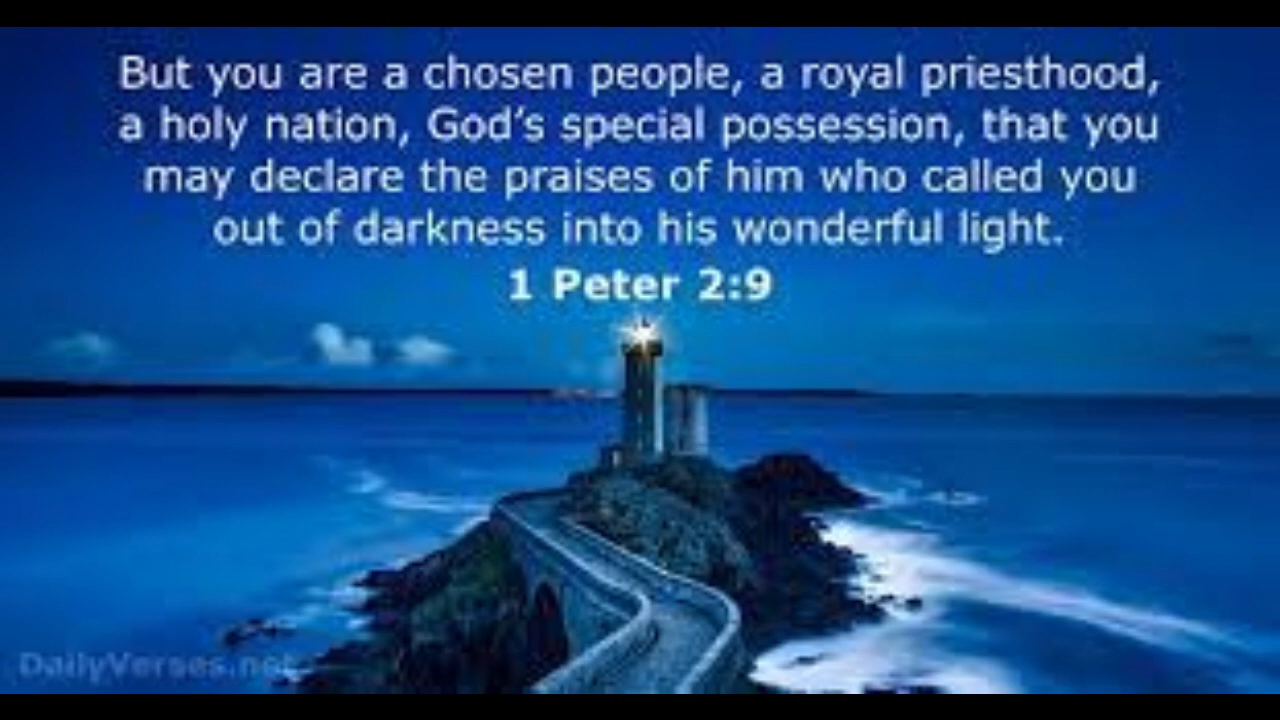 But you are a chosen people, a royal priesthood,
a holy nation, God’s special possession, that you
may declare the praises of him who called you
out of darkness into his wonderful light.
1 Peter 2:9
DailyVerses.net